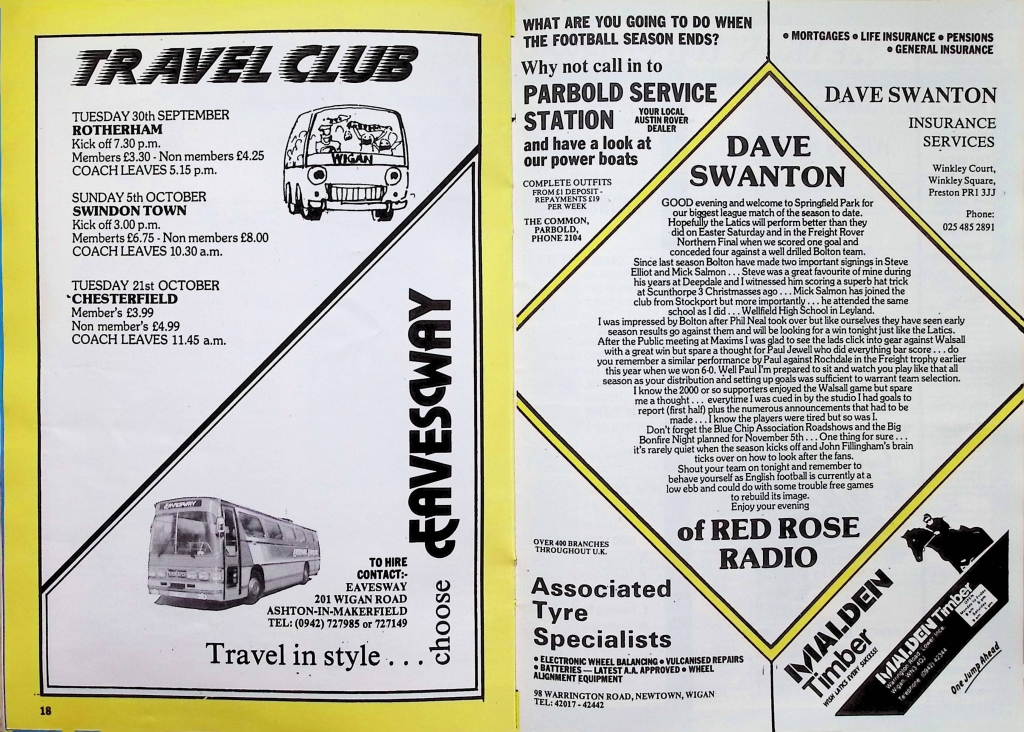 TRAVEL CLUB
TUESDAY 30th SEPTEMBER
ROTHERHAM
Kick off 7.30 p.m.
Members £3.30 - Non members £4.25
COACH LEAVES 5.15 p.m.
SUNDAY 5th OCTOBER
SWINDON TOWN
Kick off 3.00 p.m.
Memberts £6.75 - Non members £8.00
COACH LEAVES 10.30 a.m.
TUESDAY 21st OCTOBER
CHESTERFIELD
Member's £3.99
Non member's £4.99
COACH LEAVES 11.45 a.m.
WIGAN
EAVESWAY
EAVESWAY
TO HIRE
CONTACT:-
EAVESWAY
201 WIGAN ROAD
ASHTON-IN-MAKERFIELD
TEL: (0942) 727985 or 727149
Travel in style . . . choose
18
WHAT ARE YOU GOING TO DO WHEN
THE FOOTBALL SEASON ENDS?
Why not call in to
PARBOLD SERVICE
STATION
YOUR LOCAL
AUSTIN ROVER
DEALER
and have a look at
our power boats
COMPLETE OUTFITS
FROM £1 DEPOSIT -
REPAYMENTS £19
PER WEEK
THE COMMON,
PARBOLD,
PHONE 2104
• MORTGAGES • LIFE INSURANCE • PENSIONS
• GENERAL INSURANCE
DAVE SWANTON
INSURANCE
SERVICES
Winkley Court,
Winkley Square,
Preston PR1 3JJ
Phone:
025 485 2891
DAVE
SWANTON
GOOD evening and welcome to Springfield Park for
our biggest league match of the season to date.
Hopefully the Latics will perform better than they
did on Easter Saturday and in the Freight Rover
Northern Final when we scored one goal and
conceded four against a well drilled Bolton team.
Since last season Bolton have made two important signings in Steve
Elliot and Mick Salmon . . . Steve was a great favourite of mine during
his years at Deepdale and I witnessed him scoring a superb hat trick
at Scunthorpe 3 Christmasses ago . . . Mick Salmon has joined the
club from Stockport but more importantly . . . he attended the same
school as I did . . . Wellfield High School in Leyland.
I was impressed by Bolton after Phil Neal took over but like ourselves they have seen early
season results go against them and will be looking for a win tonight just like the Latics.
After the Public meeting at Maxims I was glad to see the lads click into gear against Walsall
with a great win but spare a thought for Paul Jewell who did everything bar score . . . do
you remember a similar performance by Paul against Rochdale in the Freight trophy earlier
this year when we won 6-0. Well Paul I'm prepared to sit and watch you play like that all
season as your distribution and setting up goals was sufficient to warrant team selection.
I know the 2000 or so supporters enjoyed the Walsall game but spare
me a thought . . . everytime I was cued in by the studio I had goals to
report (first half) plus the numerous announcements that had to be
made . . . I know the players were tired but so was I.
Don't forget the Blue Chip Association Roadshows and the Big
Bonfire Night planned for November 5th . . . One thing for sure . . .
it's rarely quiet when the season kicks off and John Fillingham's brain
ticks over on how to look after the fans.
Shout your team on tonight and remember to
behave yourself as English football is currently at a
low ebb and could do with some trouble free games
to rebuild its image.
Enjoy your evening
of RED ROSE
RADIO
OVER 400 BRANCHES
THROUGHOUT U.K.
Associated
Tyre
Specialists
• ELECTRONIC WHEEL BALANCING • VULCANISED REPAIRS
• BATTERIES — LATEST A.A. APPROVED • WHEEL
ALIGNMENT EQUIPMENT
98 WARRINGTON ROAD, NEWTOWN, WIGAN
TEL: 42017 - 42442
MALDEN
Timber
WISH LATICS EVERY SUCCESS!
MALDEN Timber
Warrington Road, Lower Ince
Wigan WN3 4QJ
Telephone (0942) 42344
One Jump Ahead